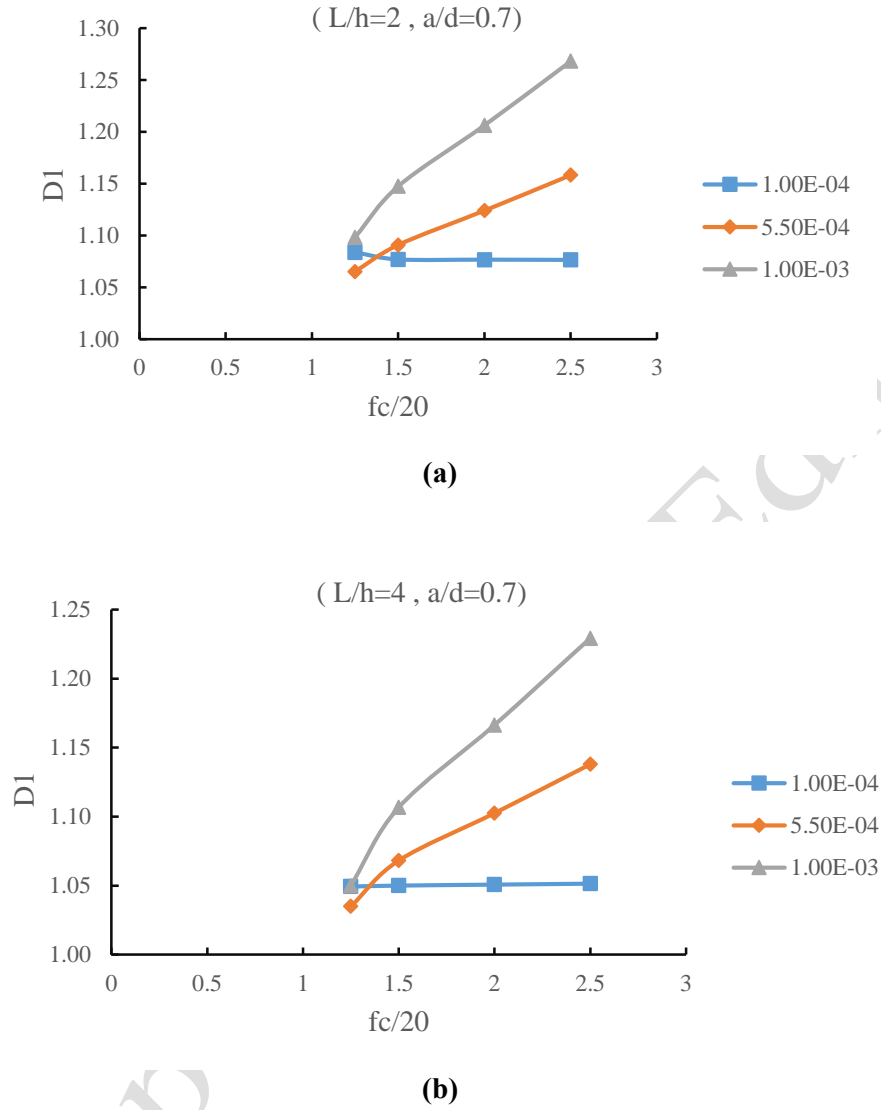 ( L/h=2 , a/d=0.7)
1.30
1.25
1.20
1.15
1.10
1.05
1.00
D1
0 0.5 1 1.5 2 2.5 3
fc/20
1.00E-04
5.50E-04
1.00E-03
(a)
( L/h=4 , a/d=0.7)
1.25
1.20
1.15
1.10
1.05
1.00
D1
0 0.5 1 1.5 2 2.5 3
fc/20
1.00E-04
5.50E-04
1.00E-03
(b)